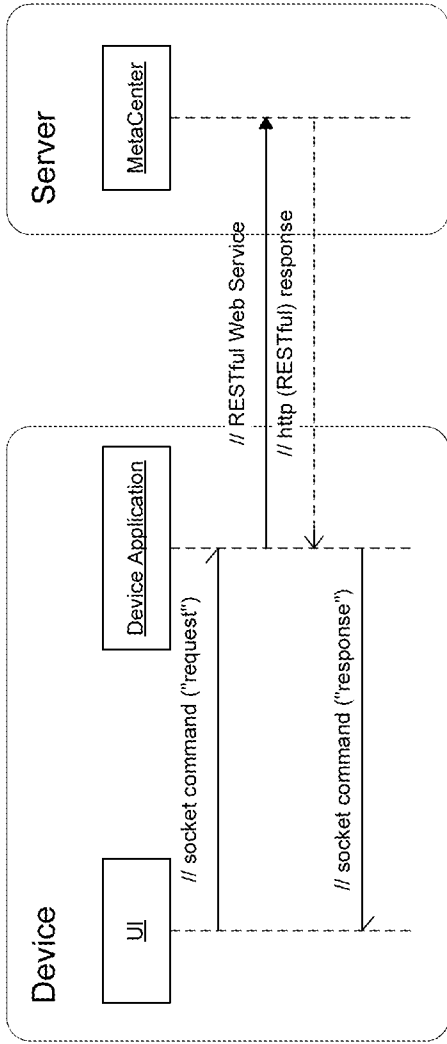 Device
Server
UI
Device Application
MetaCenter
// socket command ("request")
// RESTful Web Service
// http (RESTful) response
// socket command ("response")